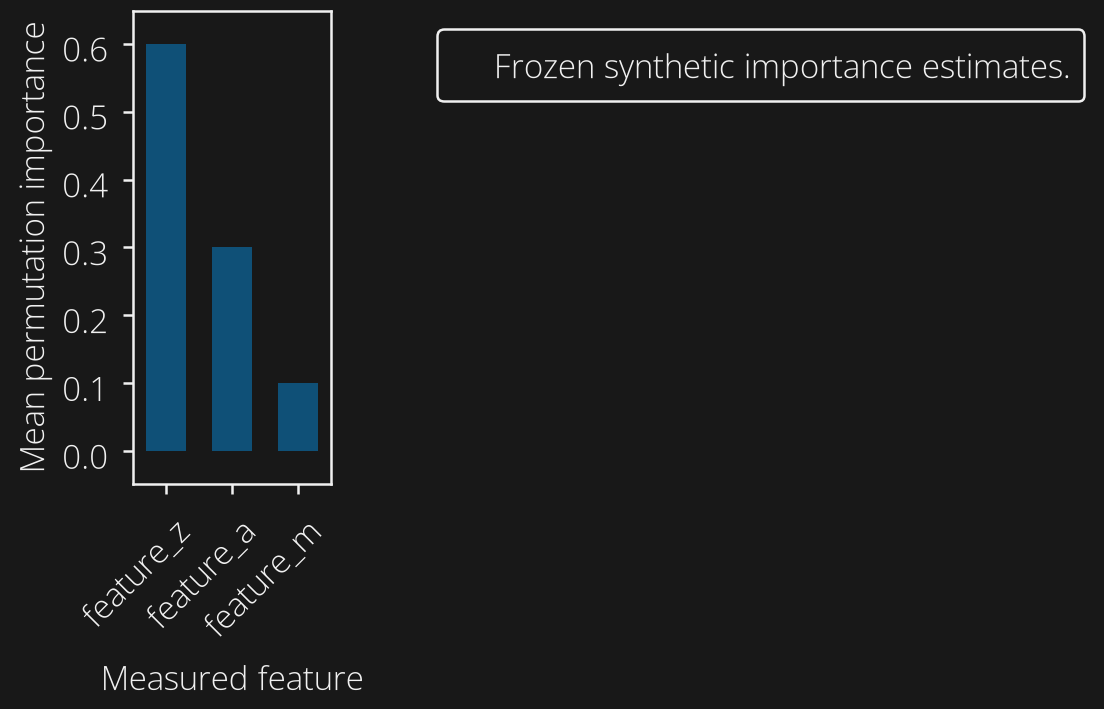 Mean permutation importance
0.6
0.5
0.4
0.3
0.2
0.1
0.0
feature_z
feature_a
feature_m
Measured feature
Frozen synthetic importance estimates.